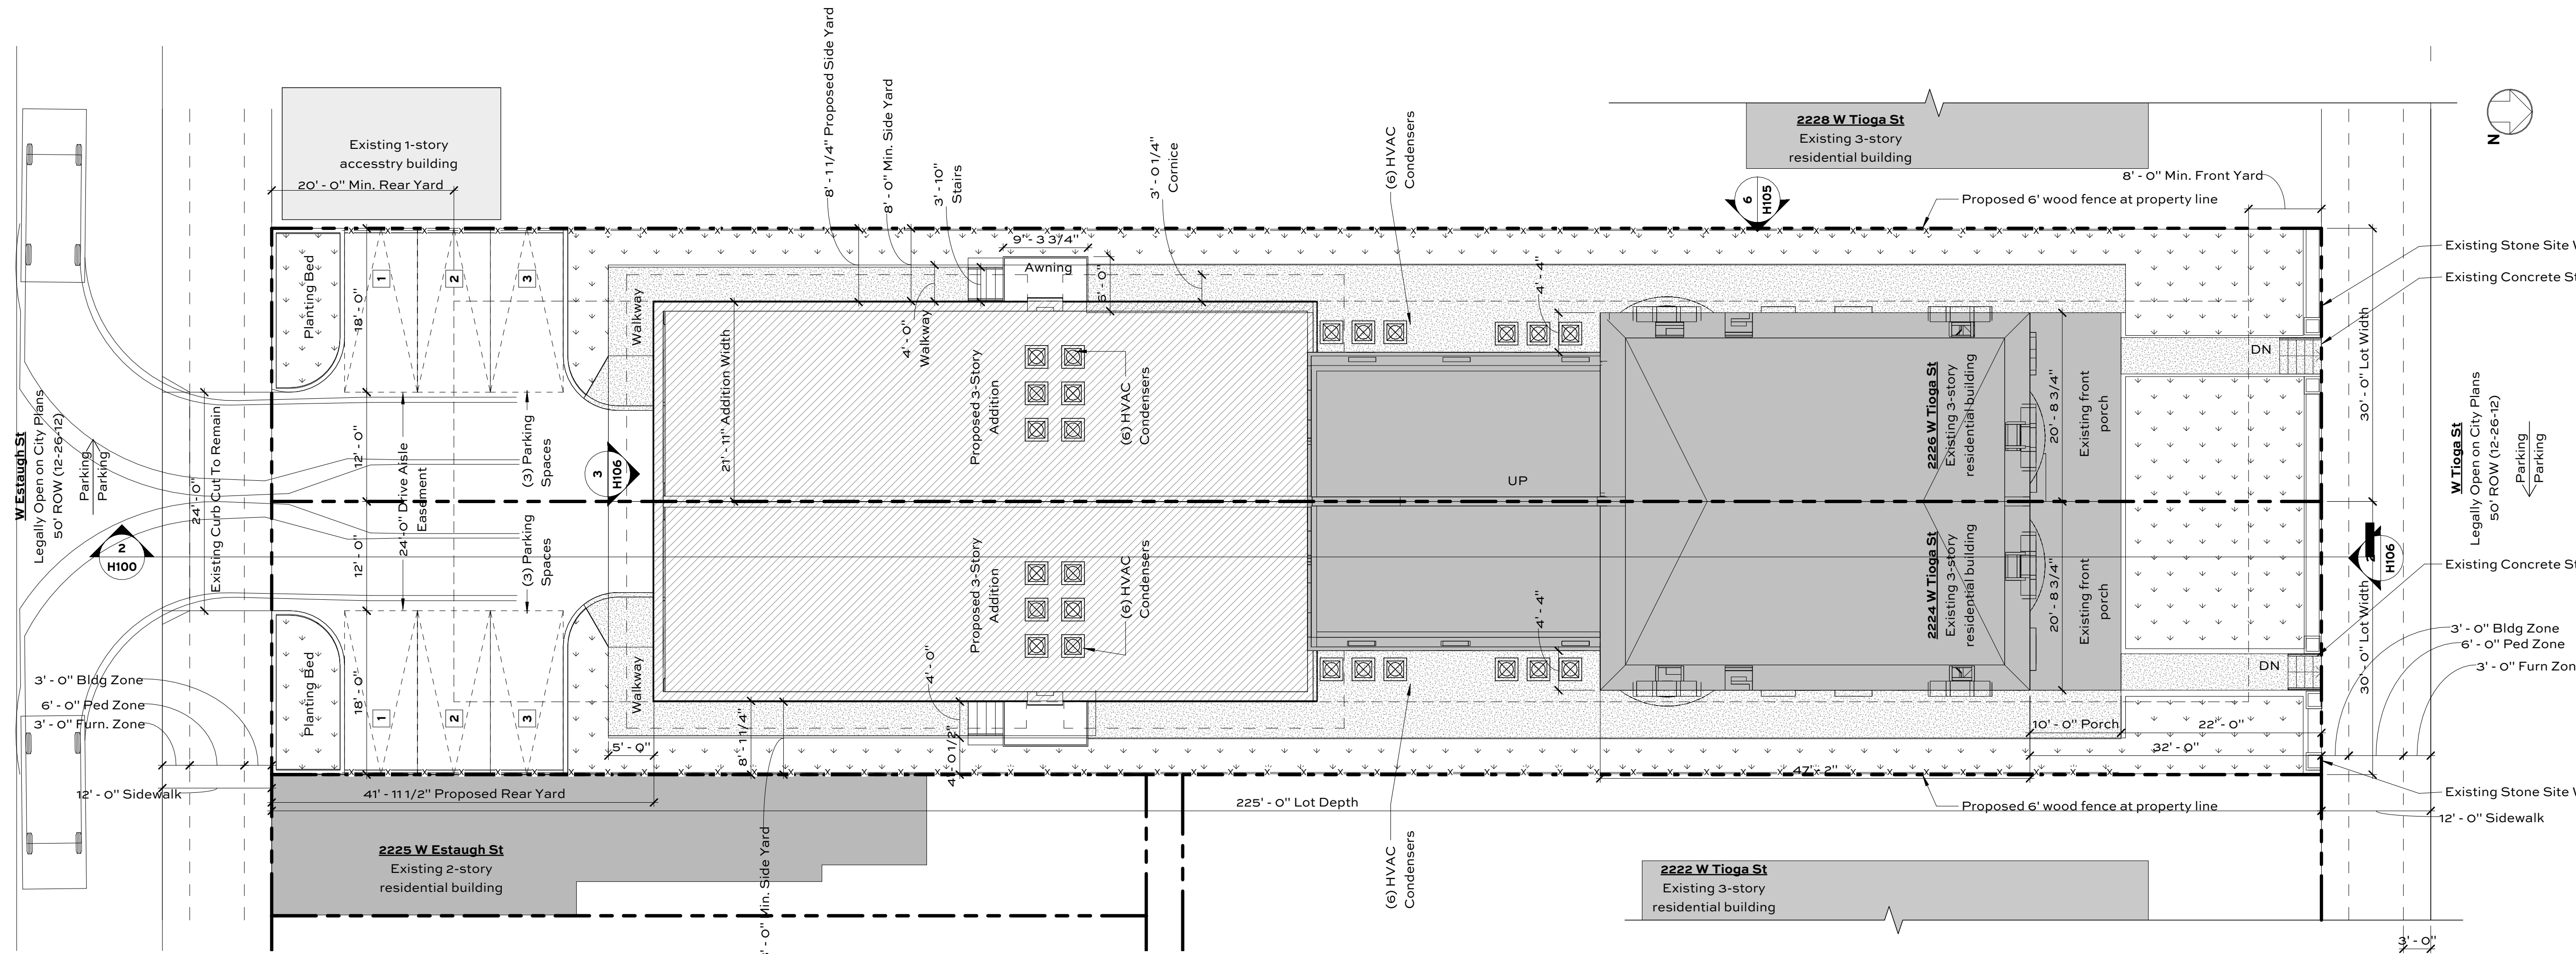 Existing 1-story
accesstry building
20' - 0" Min. Rear Yard
8' - 1 1/4" Proposed Side Yard
8' - 0" Min. Side Yard
3' - 10"
Stairs
3' - 0 1/4"
Cornice
(6) HVAC
Condensers
2228 W Tioga St
Existing 3-story
residential building
N
8' - 0" Min. Front Yard
6
H105
Proposed 6' wood fence at property line
Existing Stone Site
Existing Concrete
9' - 3 3/4"
Awning
5' - 0"
4' - 4"
Planting Bed
18' - 0"
1
2
3
Walkway
4' - 0"
Walkway
21' - 11" Addition Width
Proposed 3-Story
Addition
(6) HVAC
Condensers
2226 W Tioga St
Existing 3-story
residential building
20' - 8 3/4"
Existing front
porch
DN
30' - 0" Lot Width
W Estaugh St
Legally Open on City Plans
50' ROW (12-26-12)
Parking
Parking
24' - 0"
Existing Curb Cut To Remain
12' - 0"
24'-0" Drive Aisle
Easement
(3) Parking
Spaces
3
H106
UP
W Tioga St
Legally Open on City Plans
50' ROW (12-26-12)
Parking
Parking
2
H100
12' - 0"
(3) Parking
Spaces
Proposed 3-Story
Addition
(6) HVAC
Condensers
4' - 4"
2224 W Tioga St
Existing 3-story
residential building
20' - 8 3/4"
Existing front
porch
H106
Existing Concrete
30' - 0" Lot Width
3' - 0" Bldg Zone
6' - 0" Ped Zone
3' - 0" Furn
DN
3' - 0" Bldg Zone
6' - 0" Ped Zone
3' - 0" Furn. Zone
Planting Bed
18' - 0"
1
2
3
Walkway
4' - 0"
5' - 0"
8' - 1 1/4"
4' - 0 1/2"
10' - 0" Porch
22' - 0"
32' - 0"
47' - 2"
12' - 0" Sidewalk
41' - 11 1/2" Proposed Rear Yard
225' - 0" Lot Depth
Proposed 6' wood fence at property line
Existing Stone Site
12' - 0" Sidewalk
2225 W Estaugh St
Existing 2-story
residential building
0" Min. Side Yard
(6) HVAC
Condensers
2222 W Tioga St
Existing 3-story
residential building
3' - 0"